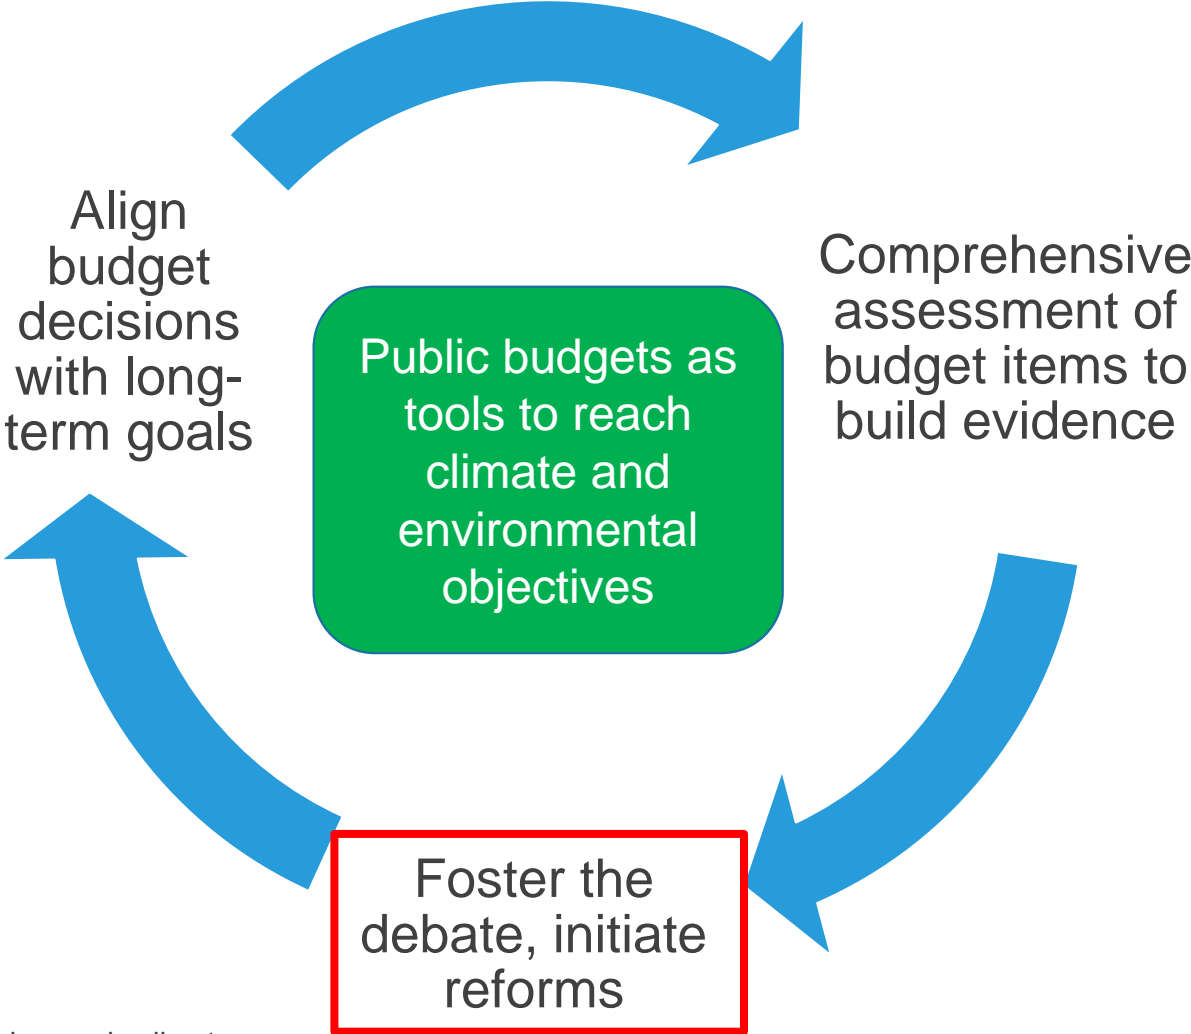 Align
budget
decisions
with long-
term goals
Comprehensive
assessment of
budget items to
build evidence
Public budgets as
tools to reach
climate and
environmental
objectives
Foster the
debate, initiate
reforms